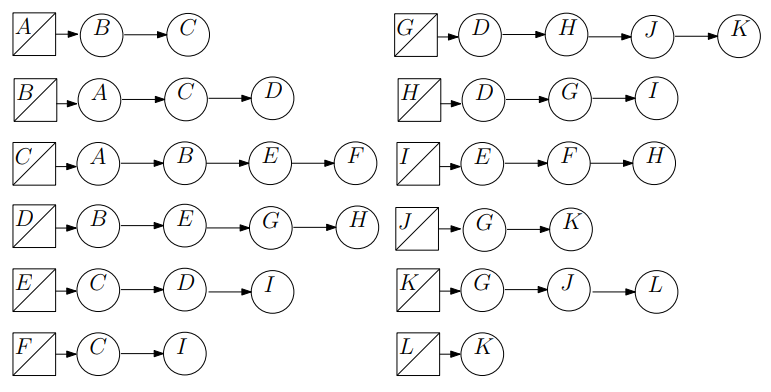 A B C
B A C D
C A B E F
D B E G H
E C D I
F C I
G D H J K
H D G I
I E F H
J G K
K G J L
L K